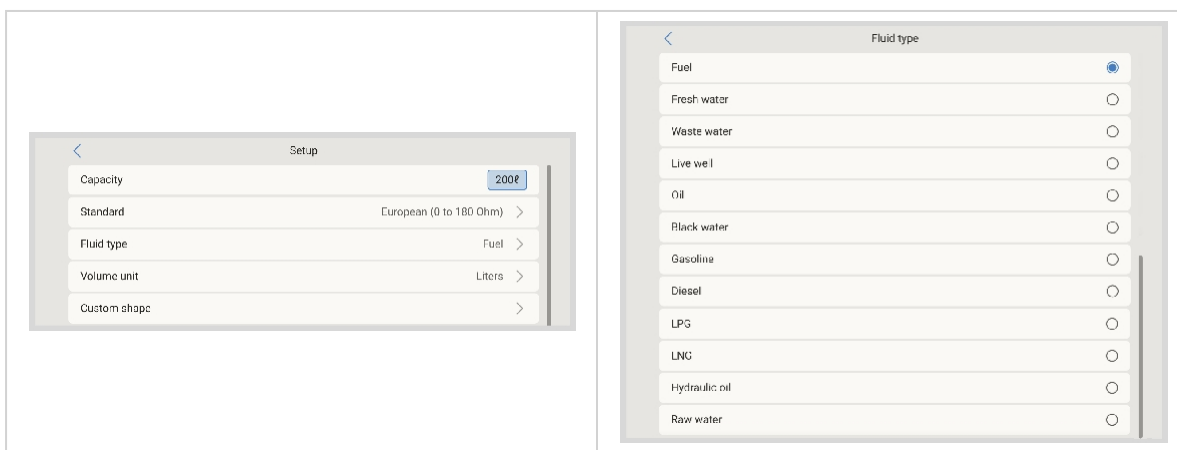 Setup
Capacity 200ℓ
Standard European (0 to 180 Ohm)
Fluid type Fuel
Volume unit Liters
Custom shape
Fluid type
Fuel
Fresh water
Waste water
Live well
Oil
Black water
Gasoline
Diesel
LPG
LNG
Hydraulic oil
Raw water